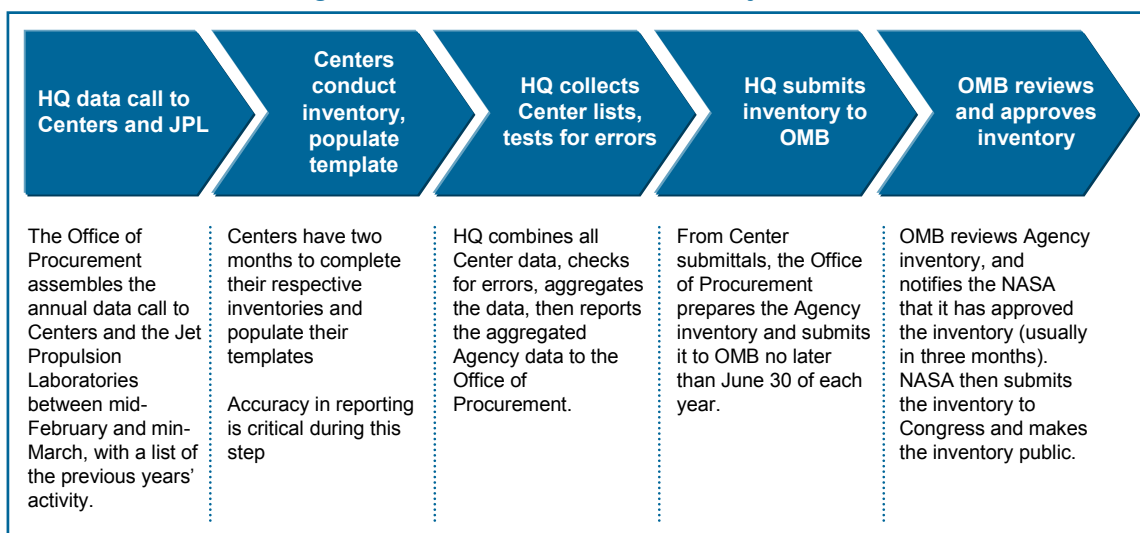 HQ data call to
Centers and JPL
Centers
conduct
inventory,
populate
template
HQ collects
Center lists,
tests for errors
HQ submits
inventory to
OMB
OMB reviews
and approves
inventory
The Office of
Procurement
assembles the
annual data call to
Centers and the Jet
Propulsion
Laboratories
between mid-
February and min-
March, with a list of
the previous years’
activity.
Centers have two
months to complete
their respective
inventories and
populate their
templates
Accuracy in reporting
is critical during this
step
HQ combines all
Center data, checks
for errors, aggregates
the data, then reports
the aggregated
Agency data to the
Office of
Procurement.
From Center
submittals, the Office
of Procurement
prepares the Agency
inventory and submits
it to OMB no later
than June 30 of each
year.
OMB reviews Agency
inventory, and
notifies the NASA
that it has approved
the inventory (usually
in three months).
NASA then submits
the inventory to
Congress and makes
the inventory public.